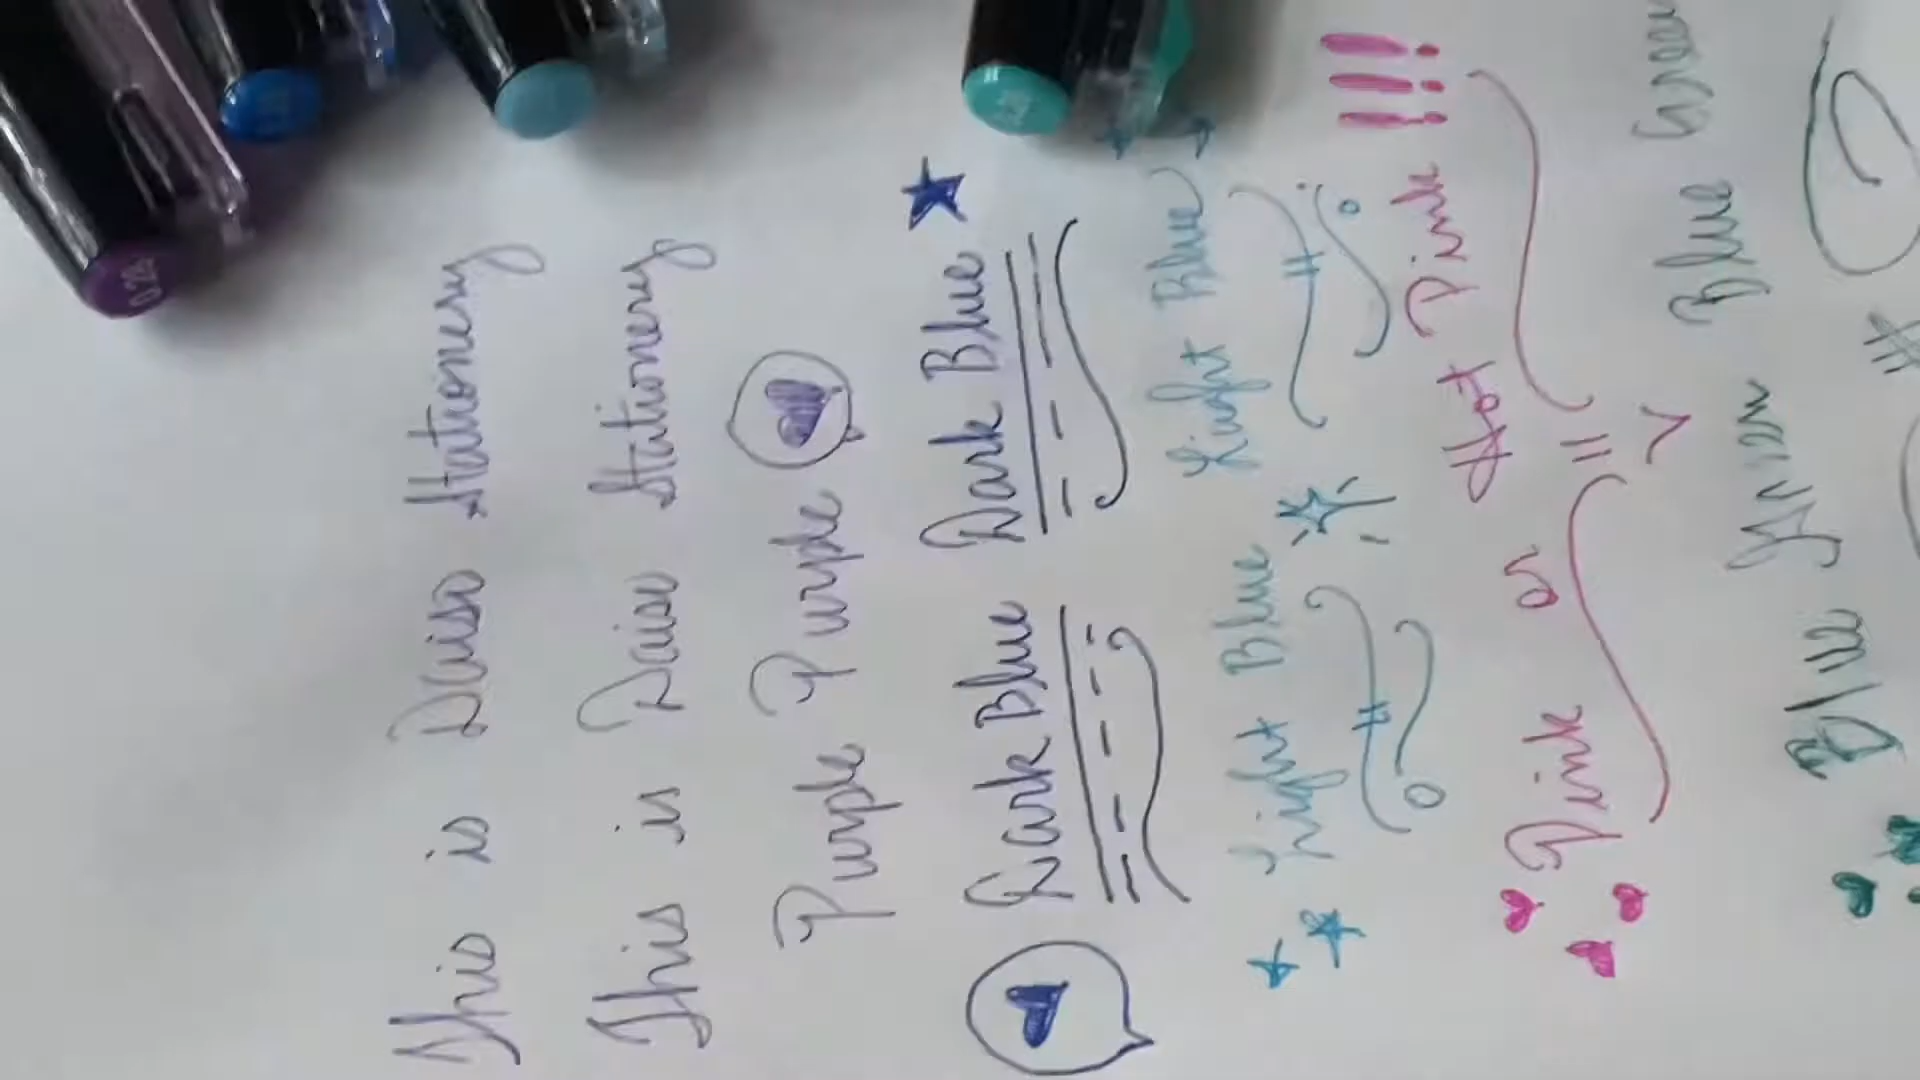 This is Daiso Stationery
This is Daiso Stationery
Purple Purple
Dark Blue Dark Blue
Light Blue Light Blue
Pink or Hot Pink !!!
Blue Green Blue Green